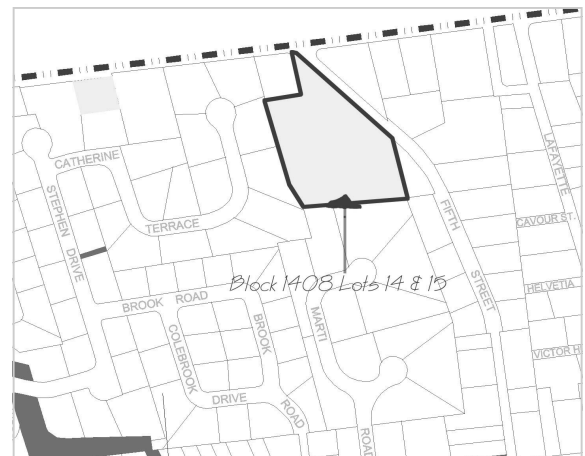 CATHERINE
TERRACE
STEPHEN DRIVE
LAFAYETTE
FIFTH
STREET
CAVOUR ST.
HELVETIA
VICTOR H
Block 1408 Lots 14 & 15
BROOK ROAD
COLEBROOK
DRIVE
BROOK
ROAD
MARTI
ROAD